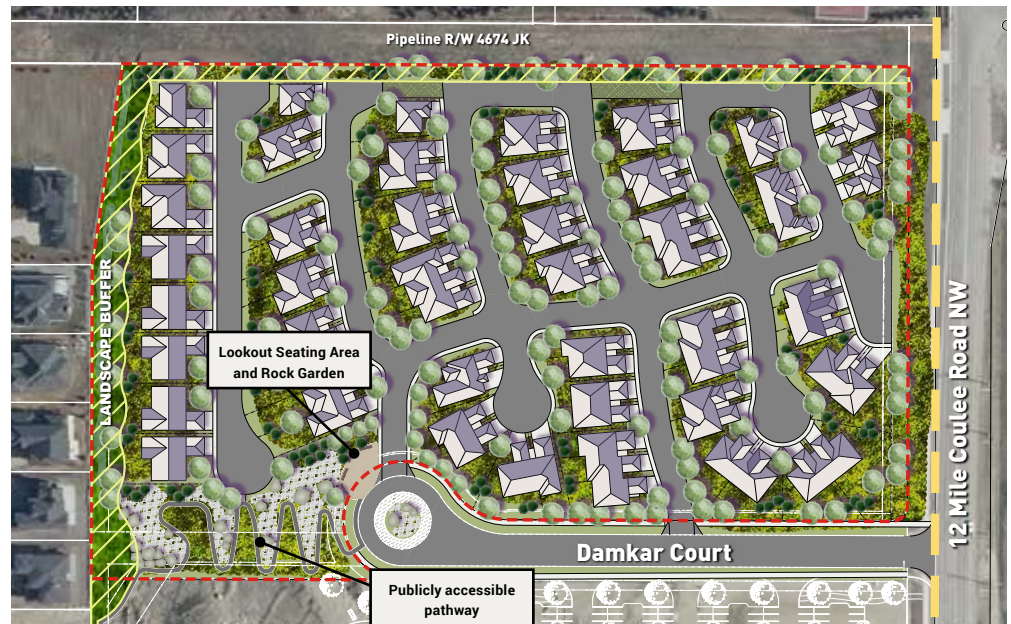 Pipeline R/W 4674 JK
LANDSCAPE BUFFER
Lookout Seating Area
and Rock Garden
12 Mile Coulee Road NW
Damkar Court
Publicly accessible
pathway